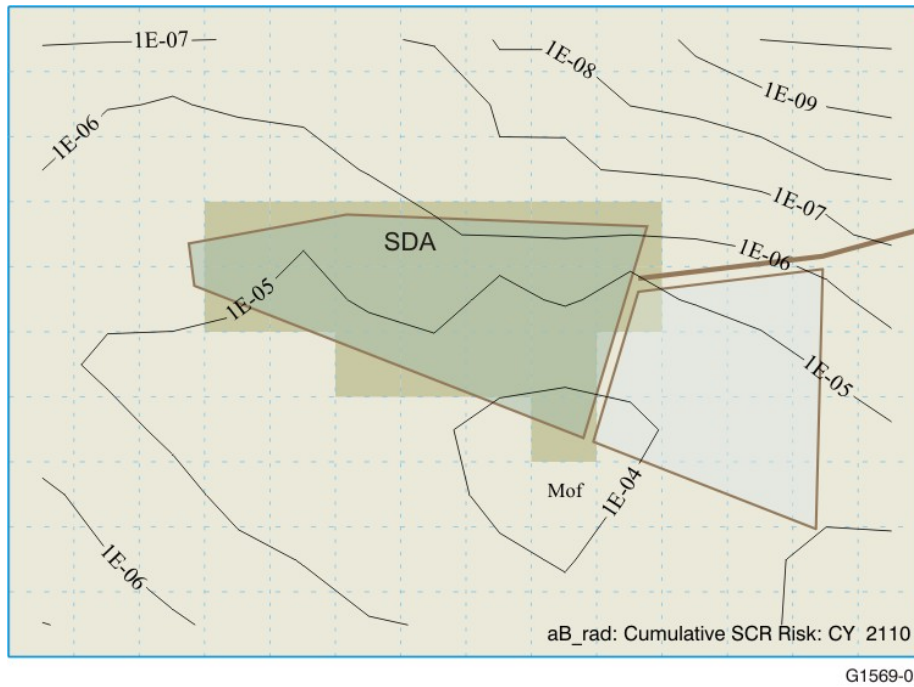 1E-07
1E-08
1E-09
1E-06
1E-07
SDA
1E-06
1E-05
1E-05
1E-04
Mof
1E-06
aB_rad: Cumulative SCR Risk: CY 2110
G1569-0